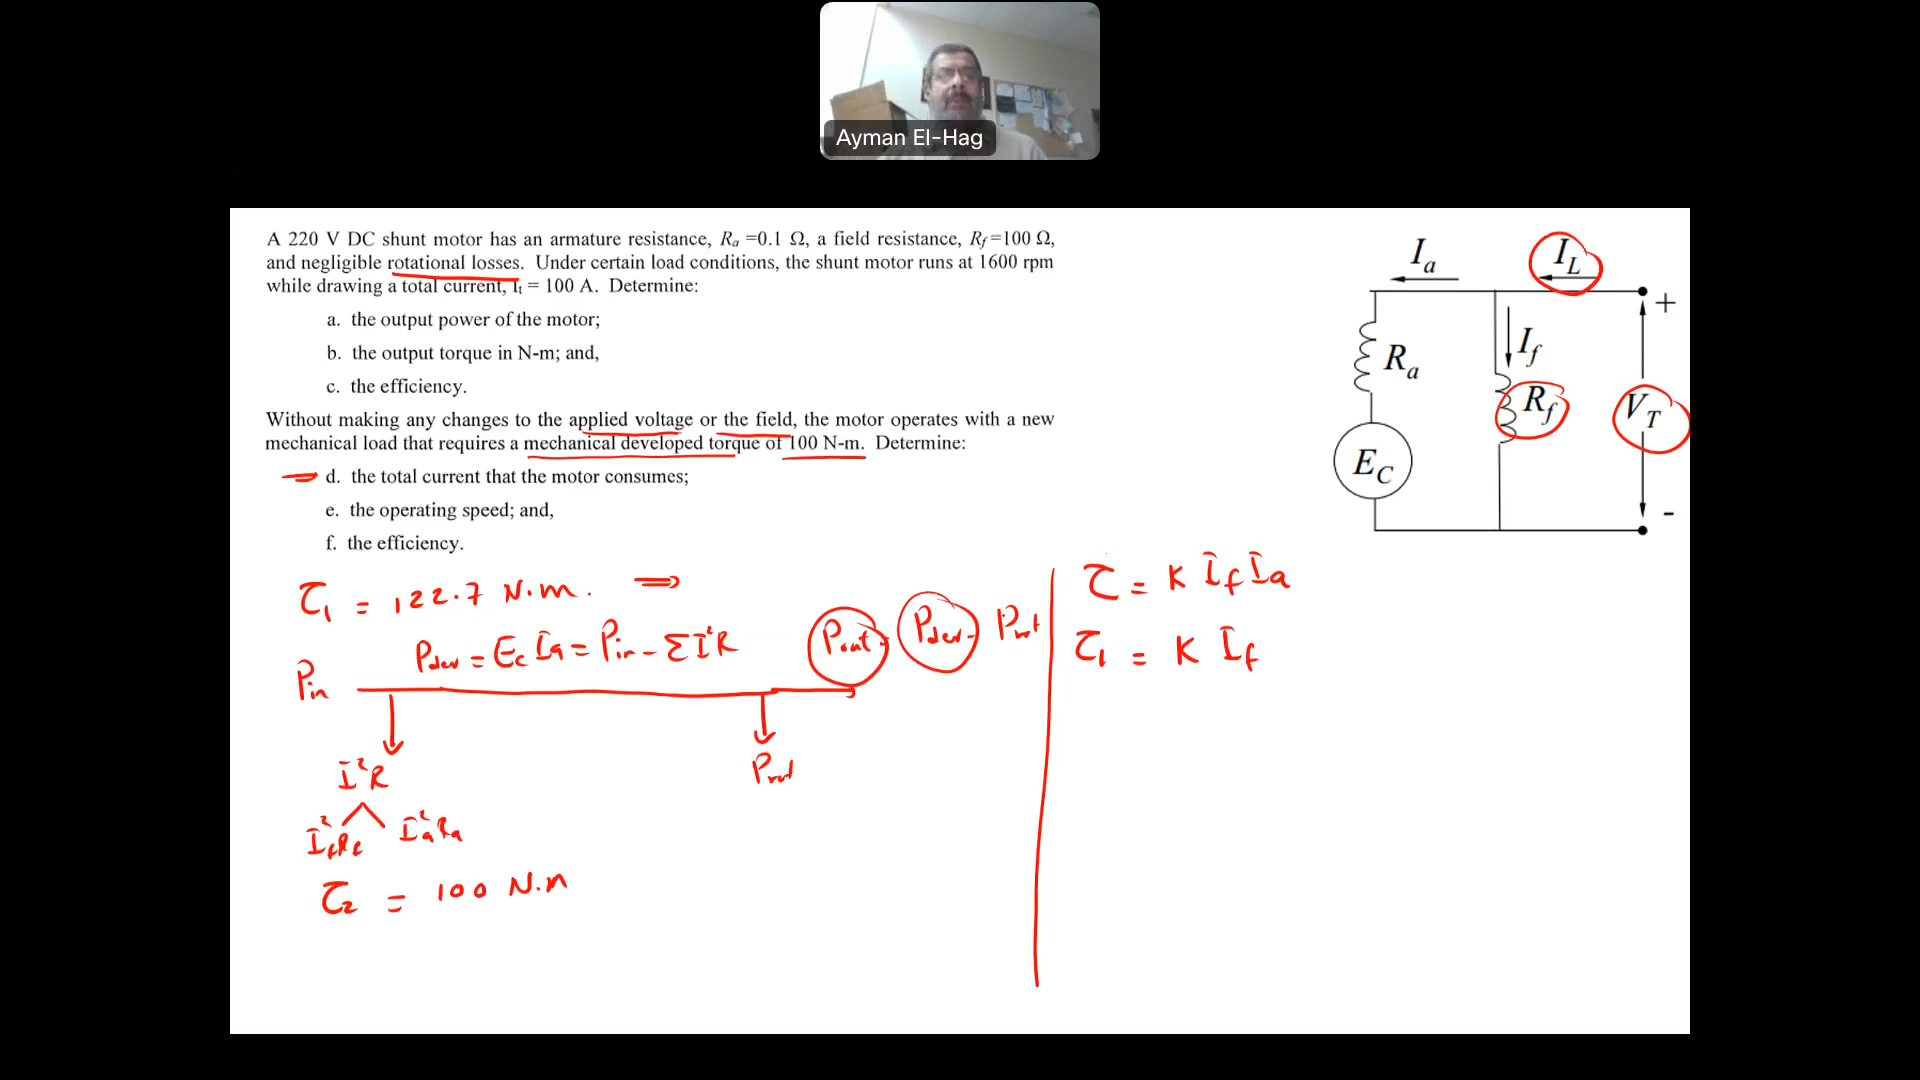 Ayman El-Hag
A 220 V DC shunt motor has an armature resistance, Ra =0.1 Ω, a field resistance, Rf=100 Ω,
and negligible rotational losses. Under certain load conditions, the shunt motor runs at 1600 rpm
while drawing a total current, It = 100 A. Determine:
a. the output power of the motor;
b. the output torque in N-m; and,
c. the efficiency.
Without making any changes to the applied voltage or the field, the motor operates with a new
mechanical load that requires a mechanical developed torque of 100 N-m. Determine:
d. the total current that the motor consumes;
e. the operating speed; and,
f. the efficiency.
Ia
IL
+
If
Ra
Rf
VT
EC
-
τ1 = 122.7 N.m. ⇒
Pdev = Ec Ia = Pin - ΣI²R
Pout = Pdev - Prot
Pin
I²R
Prot
If²Rf
Ia²Ra
τ2 = 100 N.m
τ = K If Ia
τ1 = K If